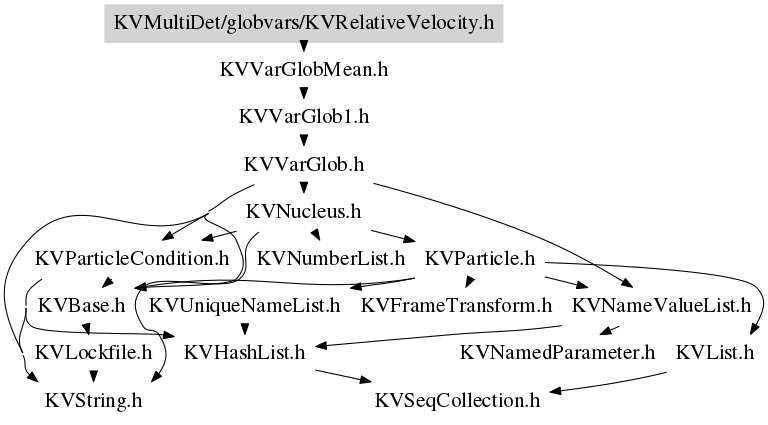 KVMultiDet/globvars/KVRelativeVelocity.h
KVVarGlobMean.h
KVVarGlob1.h
KVVarGlob.h
KVNucleus.h
KVParticleCondition.h KVNumberList.h KVParticle.h
KVBase.h KVUniqueNameList.h KVFrameTransform.h KVNameValueList.h
KVLockfile.h KVHashList.h KVNamedParameter.h KVList.h
KVString.h KVSeqCollection.h